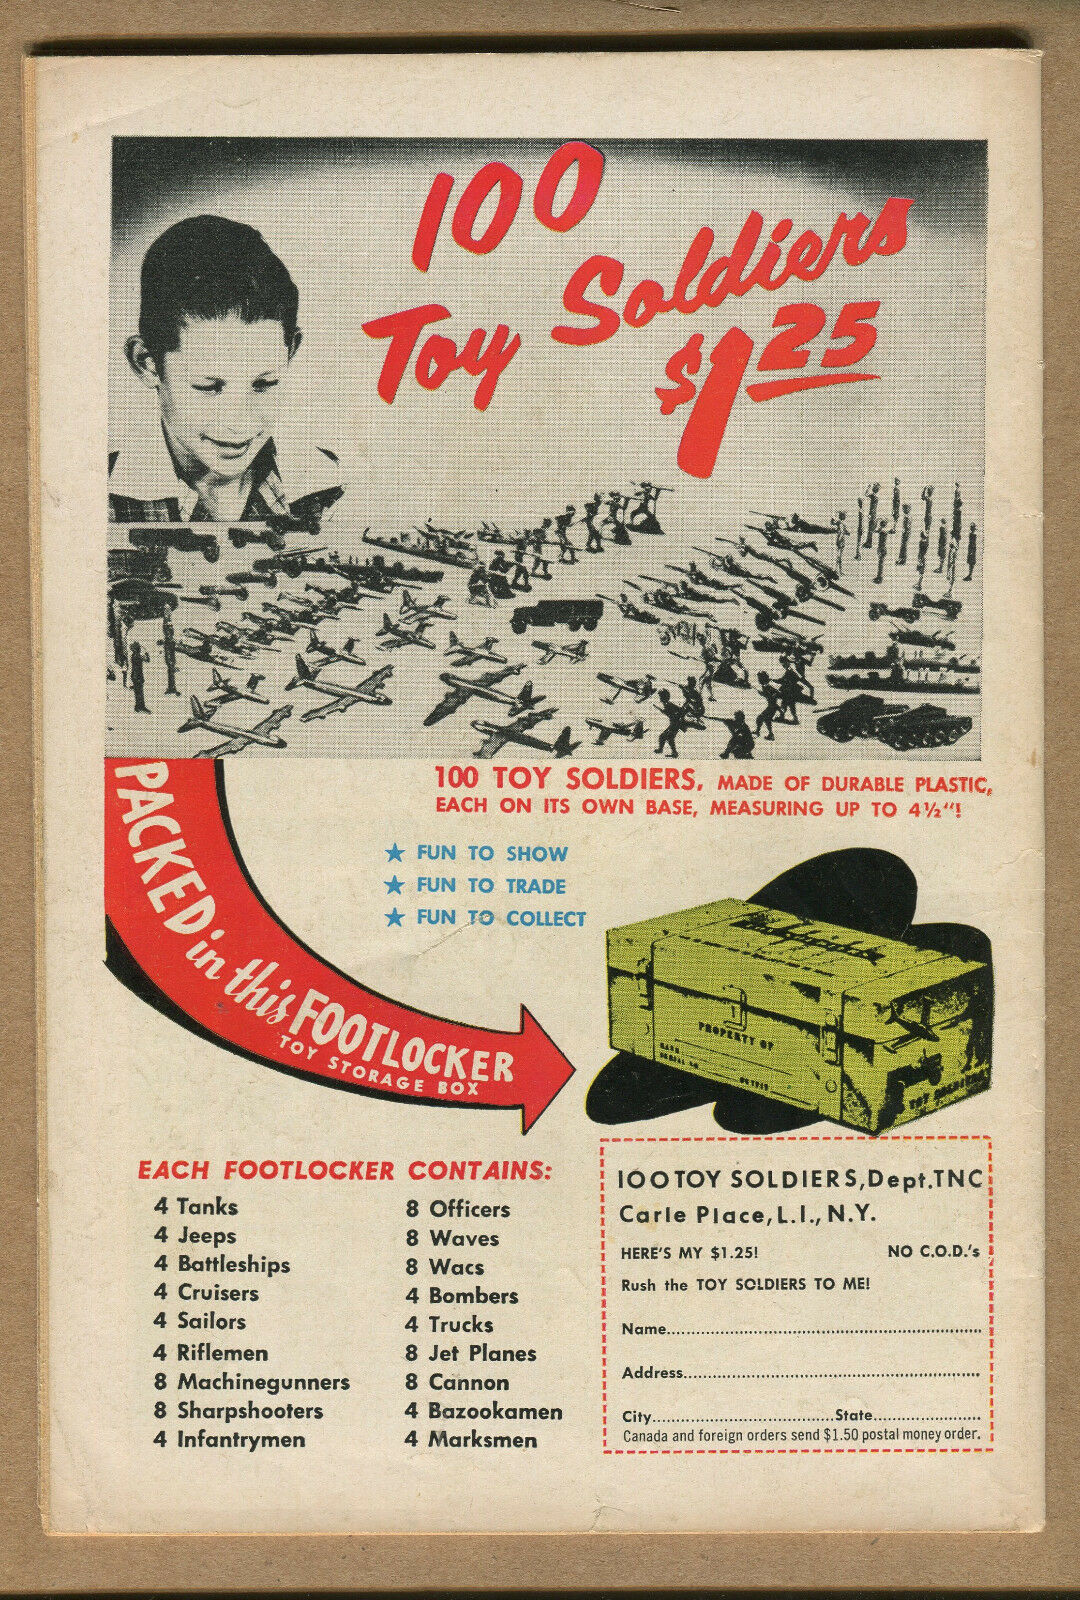 100
Toy Soldiers
$1.25
100 TOY SOLDIERS, MADE OF DURABLE PLASTIC,
EACH ON ITS OWN BASE, MEASURING UP TO 4½"!
★ FUN TO SHOW
★ FUN TO TRADE
★ FUN TO COLLECT
PACKED in this FOOTLOCKER
TOY STORAGE BOX
PROPERTY OF
EACH FOOTLOCKER CONTAINS:
4 Tanks
4 Jeeps
4 Battleships
4 Cruisers
4 Sailors
4 Riflemen
8 Machinegunners
8 Sharpshooters
4 Infantrymen
8 Officers
8 Waves
8 Wacs
4 Bombers
4 Trucks
8 Jet Planes
8 Cannon
4 Bazookamen
4 Marksmen
100 TOY SOLDIERS, Dept. TNC
Carle Place, L.I., N.Y.
HERE'S MY $1.25! NO C.O.D.'s
Rush the TOY SOLDIERS TO ME!
Name
Address
City State
Canada and foreign orders send $1.50 postal money order.